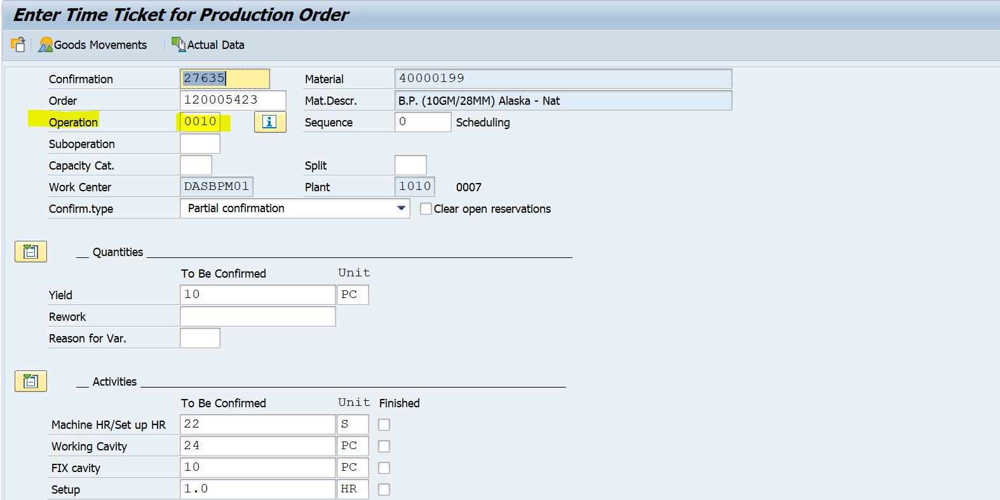 Enter Time Ticket for Production Order
Goods Movements Actual Data
Confirmation 27635 Material 40000199
Order 120005423 Mat.Descr. B.P. (10GM/28MM) Alaska - Nat
Operation 0010 Sequence 0 Scheduling
Suboperation
Capacity Cat. Split
Work Center DASBPM01 Plant 1010 0007
Confirm.type Partial confirmation Clear open reservations
Quantities
To Be Confirmed Unit
Yield 10 PC
Rework
Reason for Var.
Activities
To Be Confirmed Unit Finished
Machine HR/Set up HR 22 S
Working Cavity 24 PC
FIX cavity 10 PC
Setup 1.0 HR